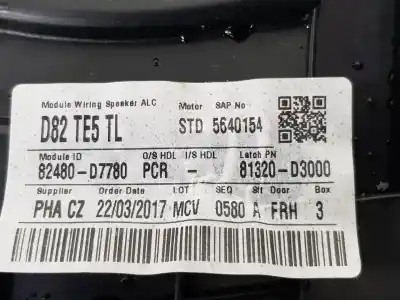 Module Wiring Speaker ALC Motor SAP No
D82 TE5 TL STD 5640154
Module ID O/S HDL I/S HDL Latch PN
82480-D7780 PCR - 81320-D3000
Supplier Order Date LOT SEQ Sft Door Box
PHA CZ 22/03/2017 MCV 0580 A FRH 3